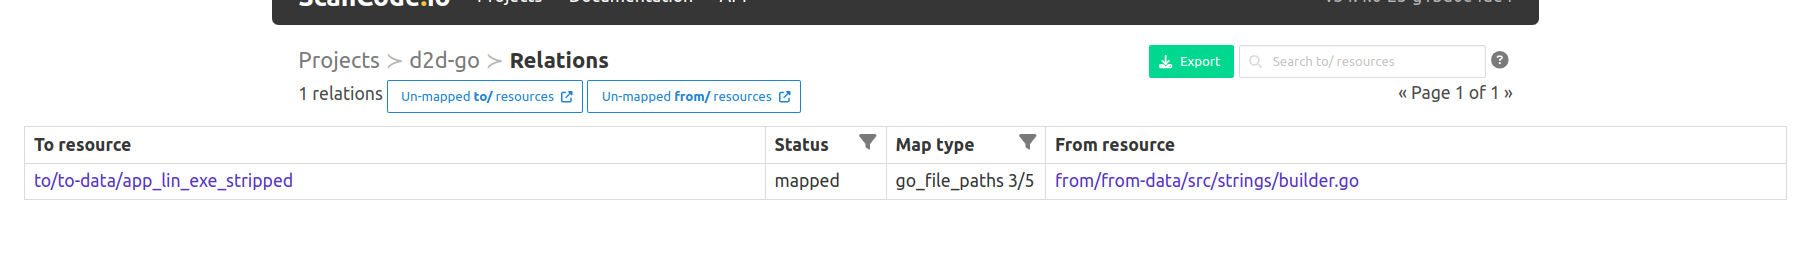 Projects > d2d-go > Relations
Export
Search to/ resources
1 relations
Un-mapped to/ resources
Un-mapped from/ resources
« Page 1 of 1 »
To resource Status Map type From resource
to/to-data/app_lin_exe_stripped mapped go_file_paths 3/5 from/from-data/src/strings/builder.go